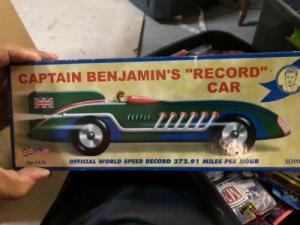 CAPTAIN BENJAMIN'S "RECORD"
CAR
OFFICIAL WORLD SPEED RECORD 272.91 MILES PER HOUR